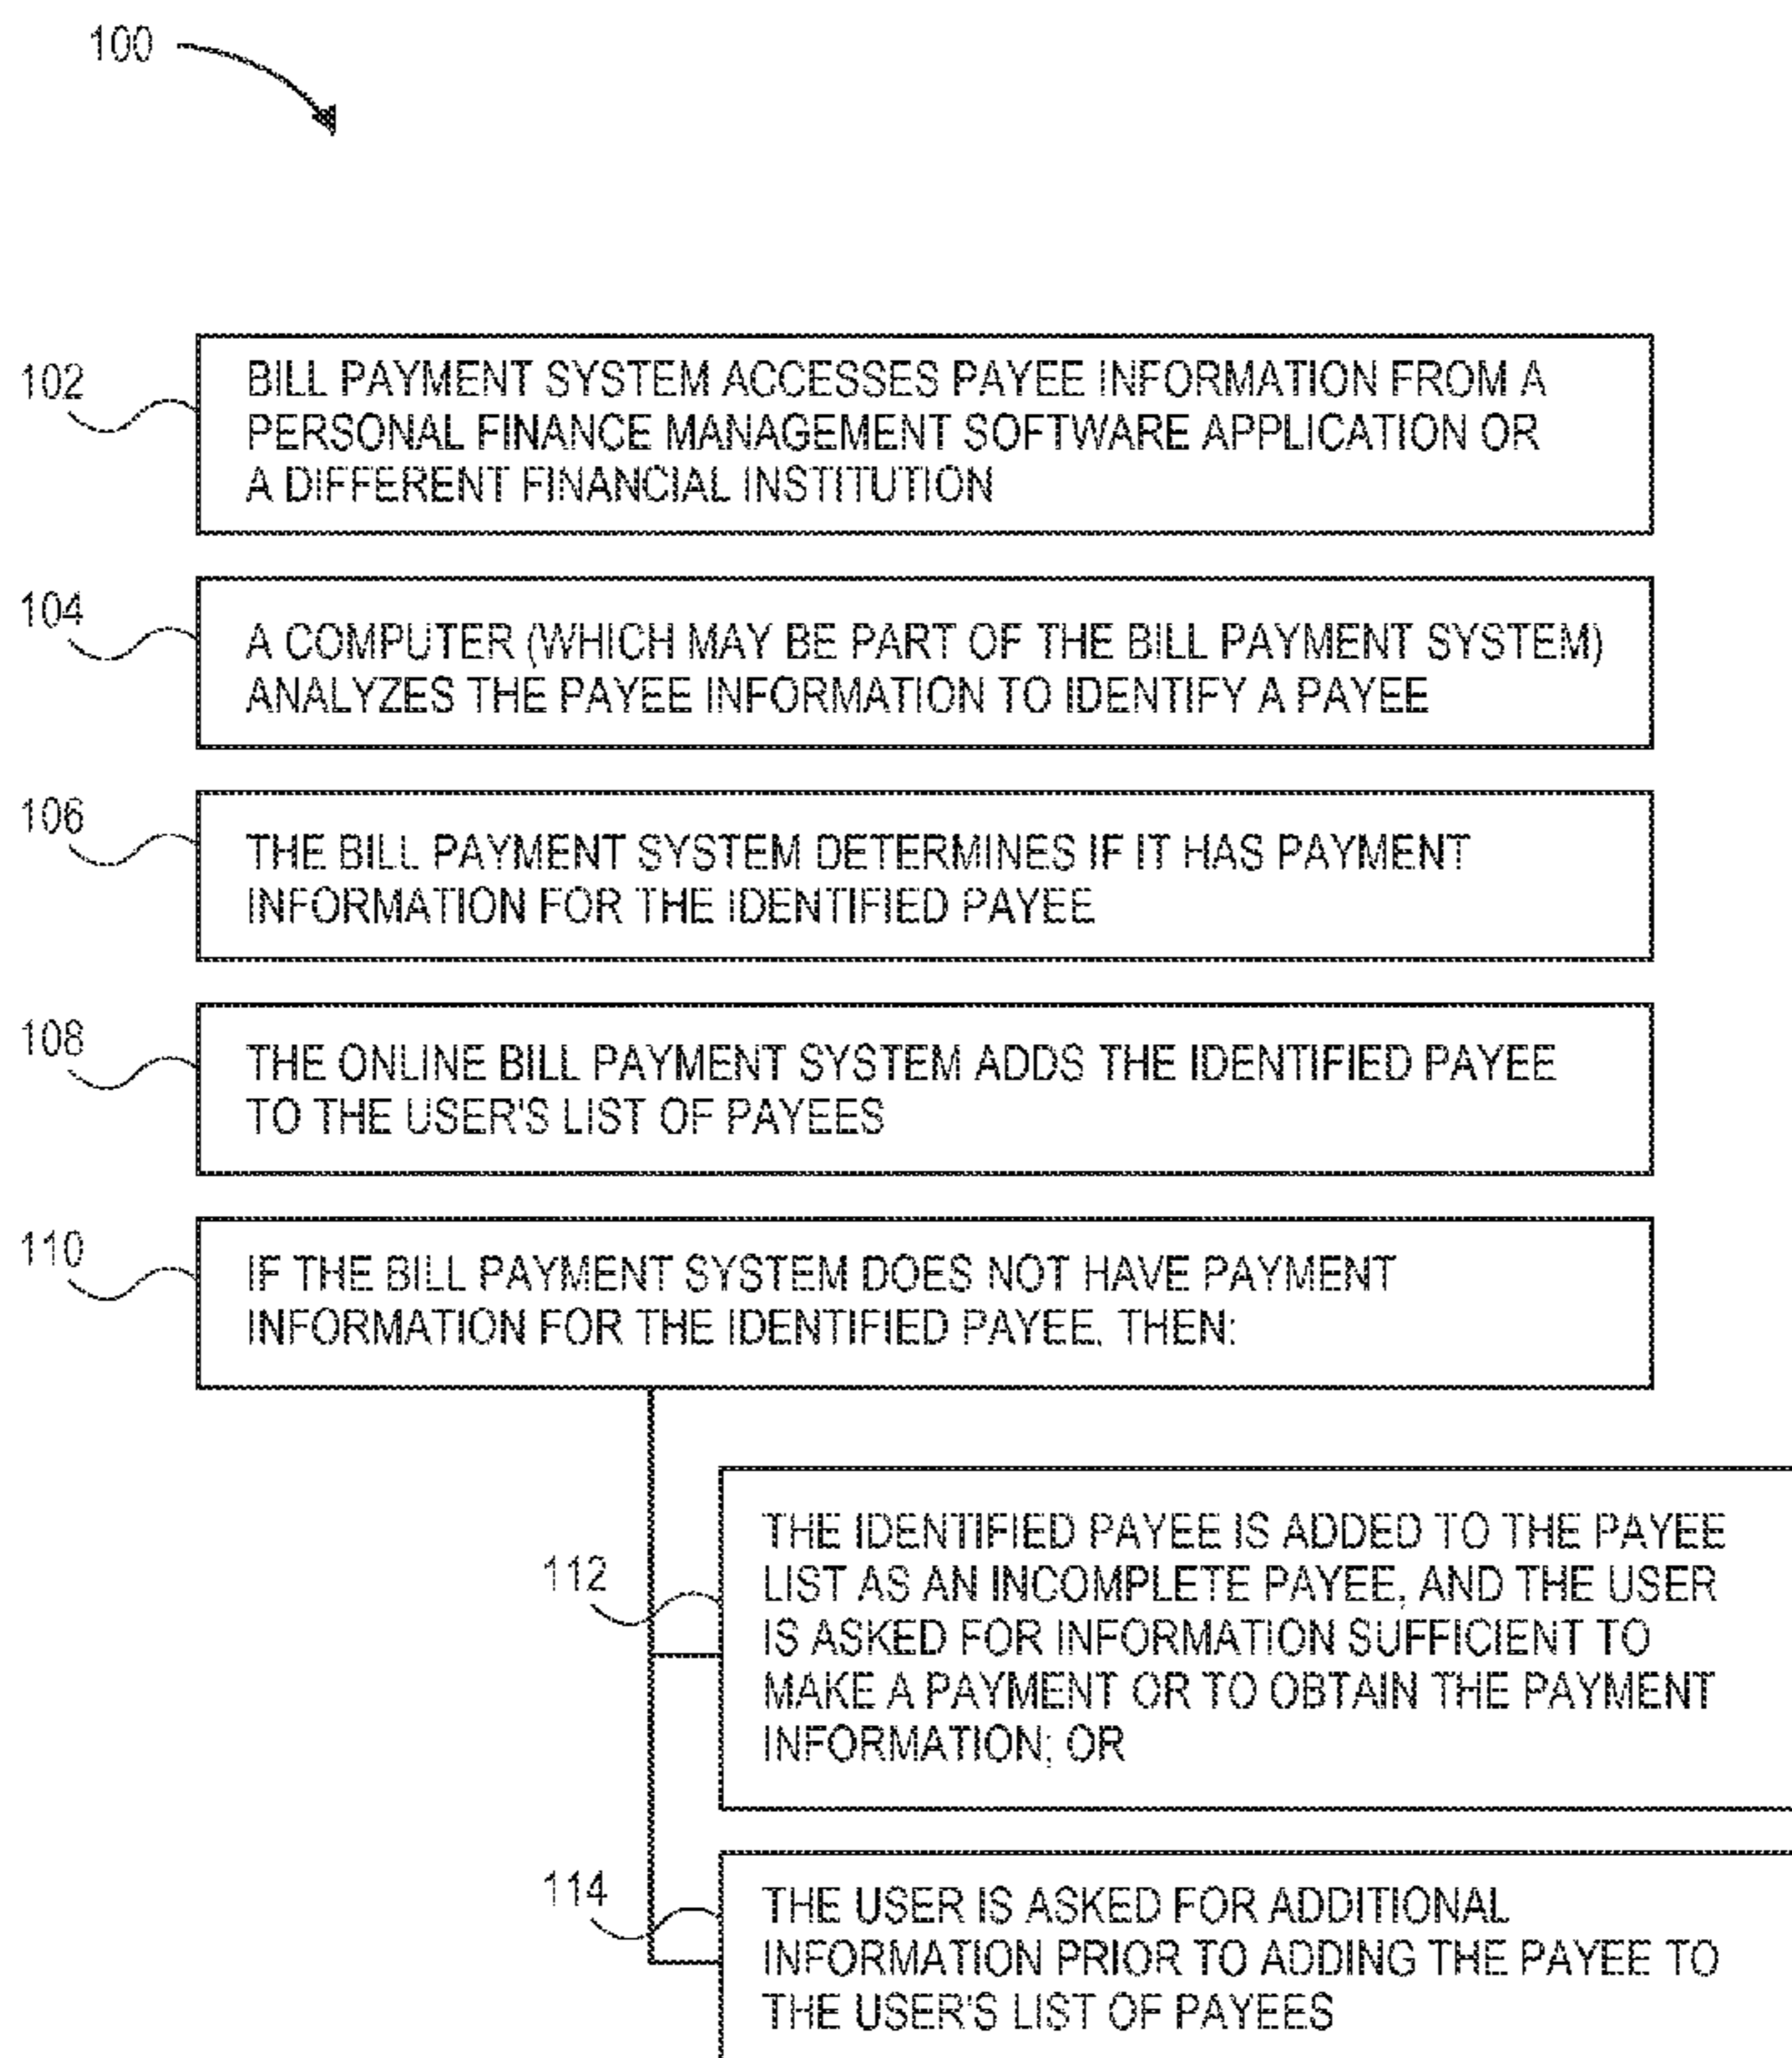 100
102
BILL PAYMENT SYSTEM ACCESSES PAYEE INFORMATION FROM A
PERSONAL FINANCE MANAGEMENT SOFTWARE APPLICATION OR
A DIFFERENT FINANCIAL INSTITUTION
104
A COMPUTER (WHICH MAY BE PART OF THE BILL PAYMENT SYSTEM)
ANALYZES THE PAYEE INFORMATION TO IDENTIFY A PAYEE
106
THE BILL PAYMENT SYSTEM DETERMINES IF IT HAS PAYMENT
INFORMATION FOR THE IDENTIFIED PAYEE
108
THE ONLINE BILL PAYMENT SYSTEM ADDS THE IDENTIFIED PAYEE
TO THE USER'S LIST OF PAYEES
110
IF THE BILL PAYMENT SYSTEM DOES NOT HAVE PAYMENT
INFORMATION FOR THE IDENTIFIED PAYEE, THEN:
112
THE IDENTIFIED PAYEE IS ADDED TO THE PAYEE
LIST AS AN INCOMPLETE PAYEE, AND THE USER
IS ASKED FOR INFORMATION SUFFICIENT TO
MAKE A PAYMENT OR TO OBTAIN THE PAYMENT
INFORMATION; OR
114
THE USER IS ASKED FOR ADDITIONAL
INFORMATION PRIOR TO ADDING THE PAYEE TO
THE USER'S LIST OF PAYEES